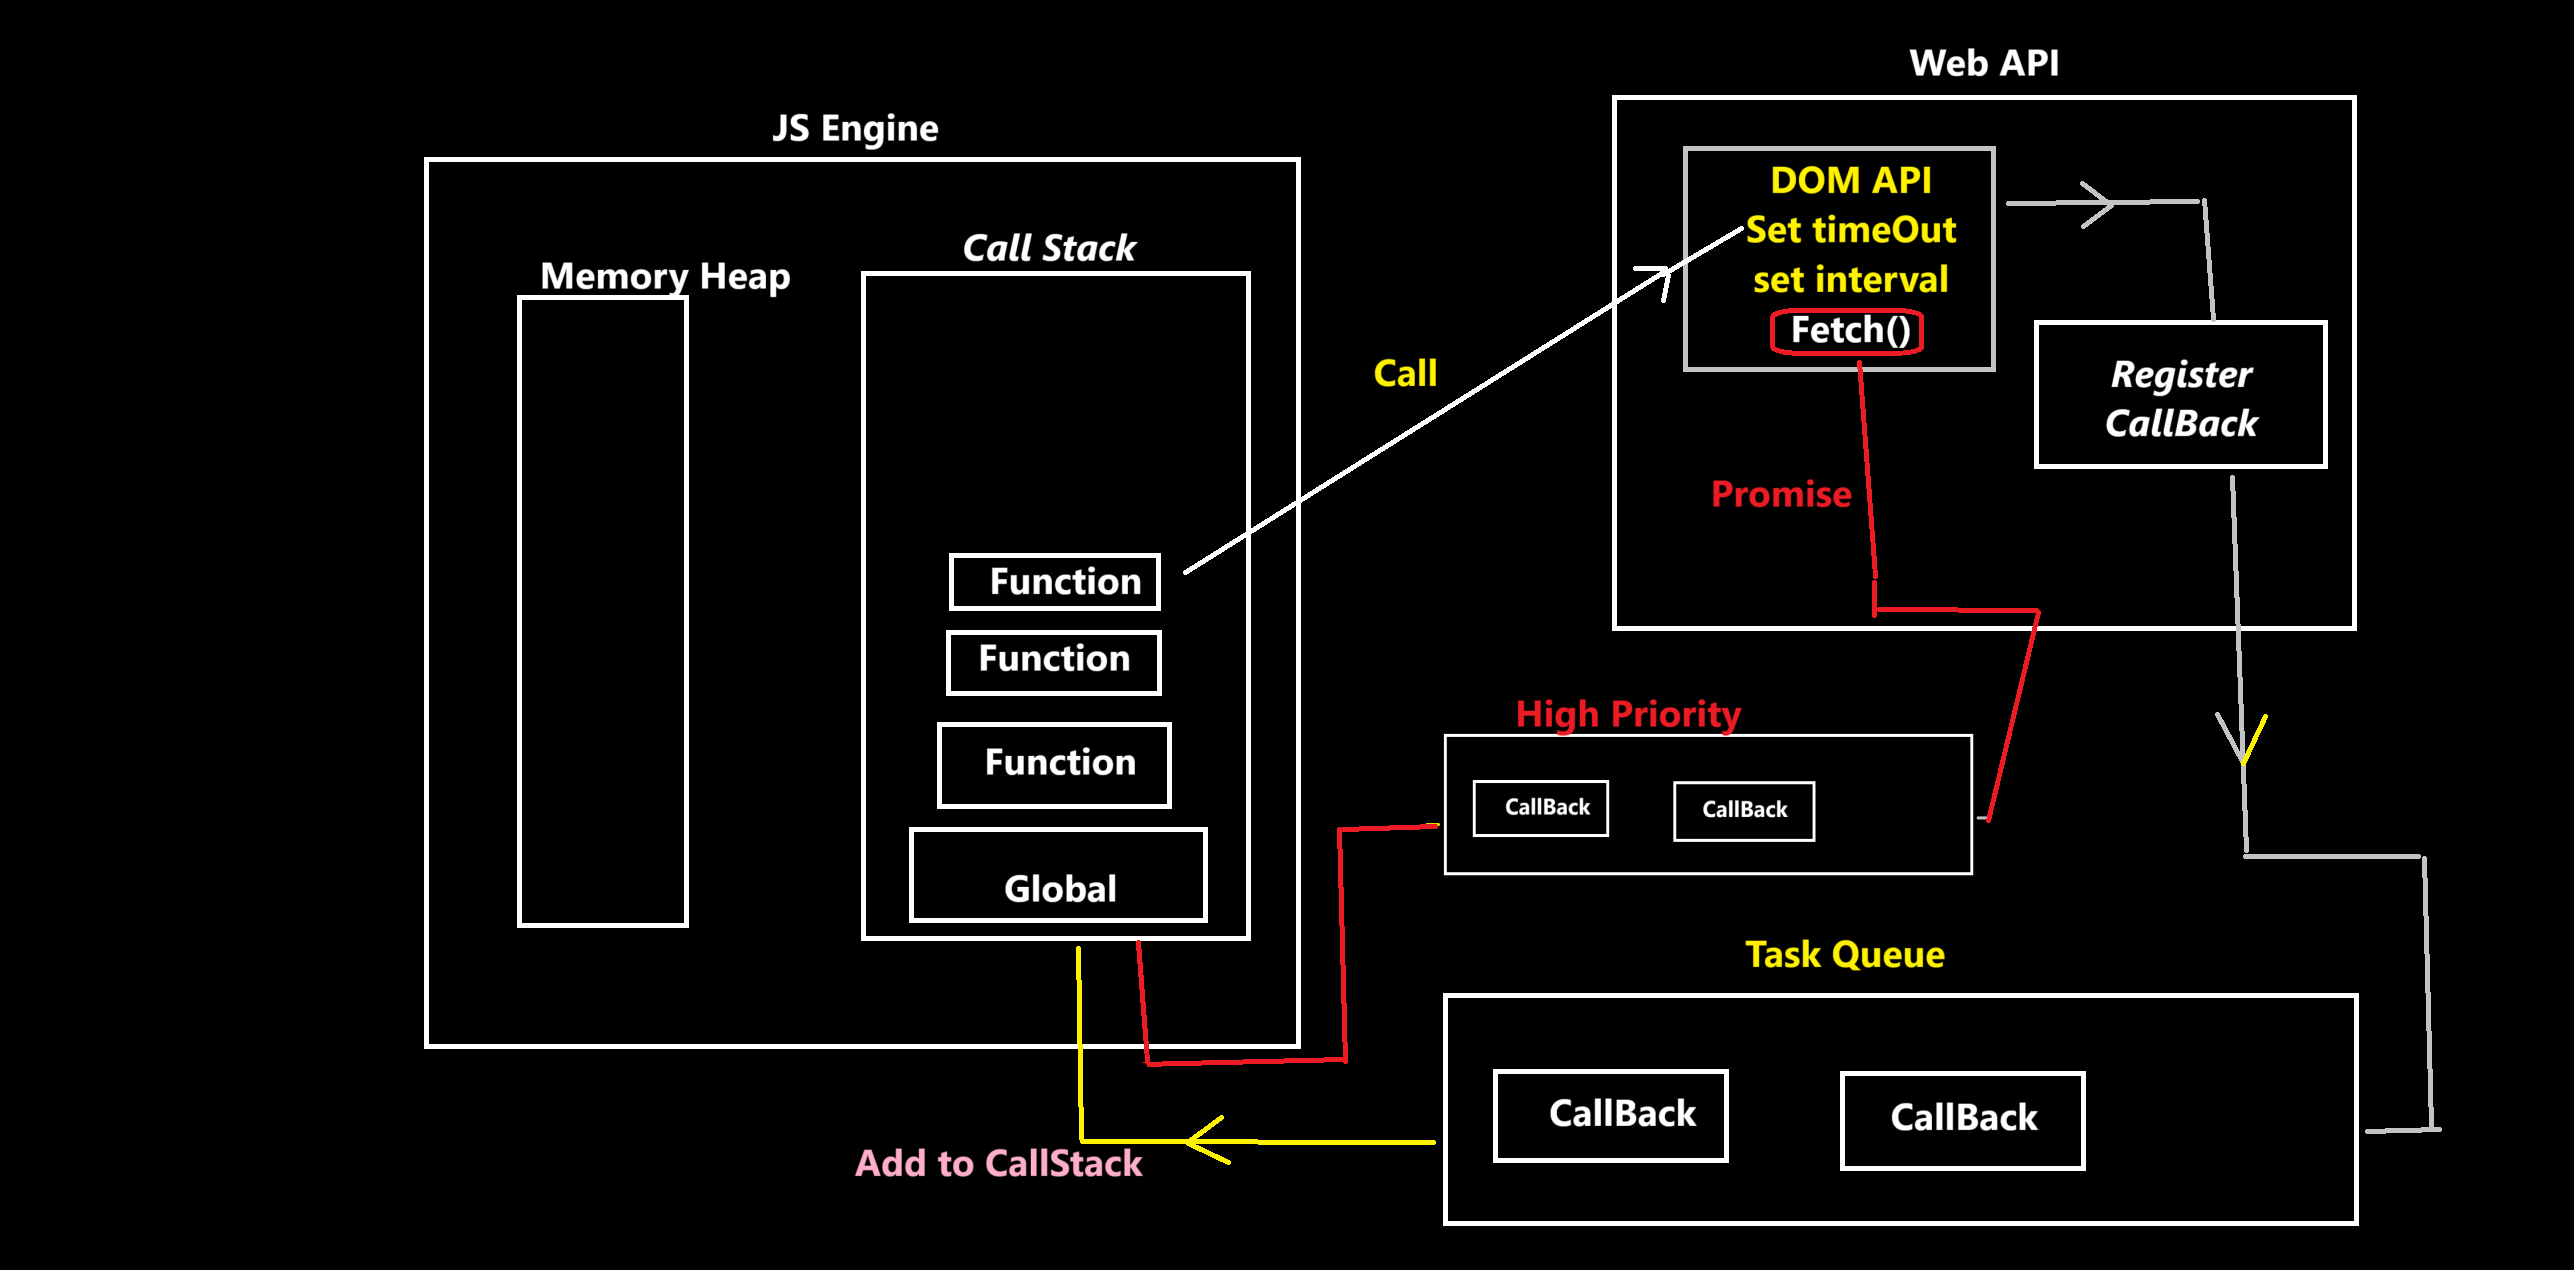 Web API
JS Engine
DOM API
Set timeOut
set interval
Fetch()
Call Stack
Memory Heap
Register
CallBack
Call
Promise
Function
Function
Function
Global
High Priority
CallBack
CallBack
Task Queue
CallBack
CallBack
Add to CallStack